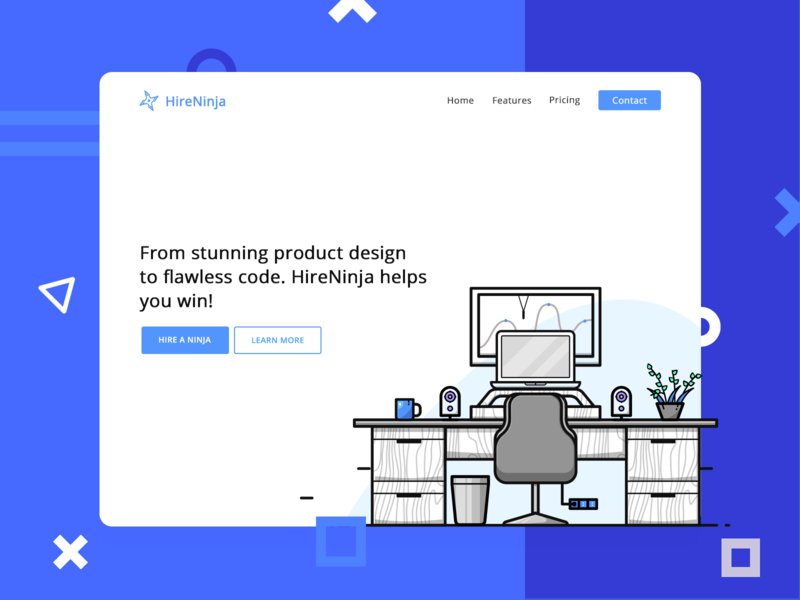 HireNinja
Home Features Pricing Contact
From stunning product design
to flawless code. HireNinja helps
you win!
HIRE A NINJA LEARN MORE